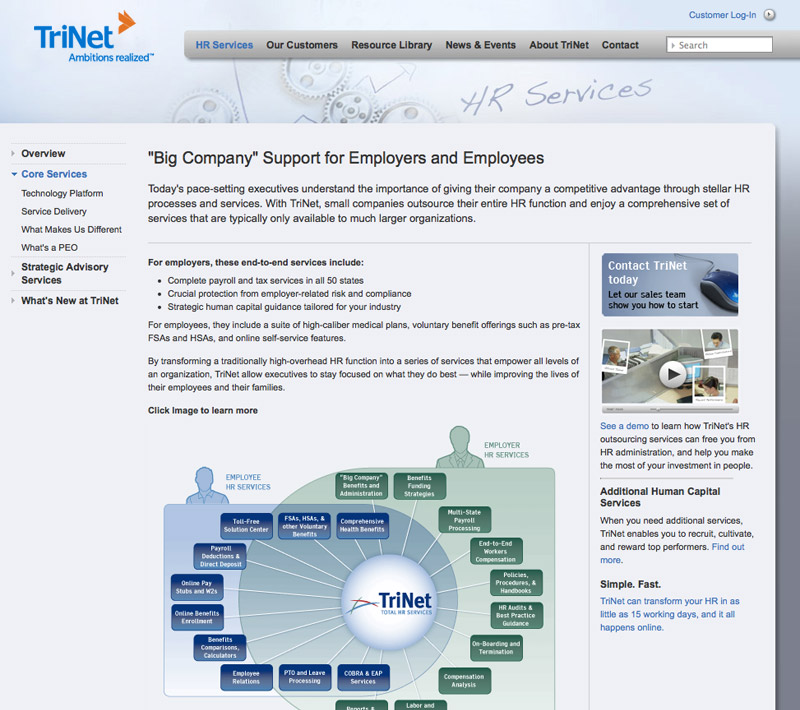 Customer Log-In
TriNet
Ambitions realized™
HR Services
Our Customers
Resource Library
News & Events
About TriNet
Contact
Search
HR Services
Overview
Core Services
Technology Platform
Service Delivery
What Makes Us Different
What's a PEO
Strategic Advisory
Services
What's New at TriNet
"Big Company" Support for Employers and Employees
Today's pace-setting executives understand the importance of giving their company a competitive advantage through stellar HR
processes and services. With TriNet, small companies outsource their entire HR function and enjoy a comprehensive set of
services that are typically only available to much larger organizations.
For employers, these end-to-end services include:
• Complete payroll and tax services in all 50 states
• Crucial protection from employer-related risk and compliance
• Strategic human capital guidance tailored for your industry
For employees, they include a suite of high-caliber medical plans, voluntary benefit offerings such as pre-tax
FSAs and HSAs, and online self-service features.
By transforming a traditionally high-overhead HR function into a series of services that empower all levels of
an organization, TriNet allow executives to stay focused on what they do best — while improving the lives of
their employees and their families.
Click Image to learn more
EMPLOYER
HR SERVICES
EMPLOYEE
HR SERVICES
"Big Company"
Benefits and
Administration
Benefits
Funding
Strategies
Multi-State
Payroll
Processing
End-to-End
Workers
Compensation
Policies,
Procedures, &
Handbooks
HR Audits &
Best Practice
Guidance
On-Boarding and
Termination
Compensation
Analysis
Labor and
Reports &
Toll-Free
Solution Center
FSAs, HSAs, &
other Voluntary
Benefits
Comprehensive
Health Benefits
Payroll
Deductions &
Direct Deposit
Online Pay
Stubs and W2s
Online Benefits
Enrollment
Benefits
Comparisons,
Calculators
Employee
Relations
PTO and Leave
Processing
COBRA & EAP
Services
TriNet
TOTAL HR SERVICES
Contact TriNet
today
Let our sales team
show you how to start
See a demo to learn how TriNet's HR
outsourcing services can free you from
HR administration, and help you make
the most of your investment in people.
Additional Human Capital
Services
When you need additional services,
TriNet enables you to recruit, cultivate,
and reward top performers. Find out
more.
Simple. Fast.
TriNet can transform your HR in as
little as 15 working days, and it all
happens online.